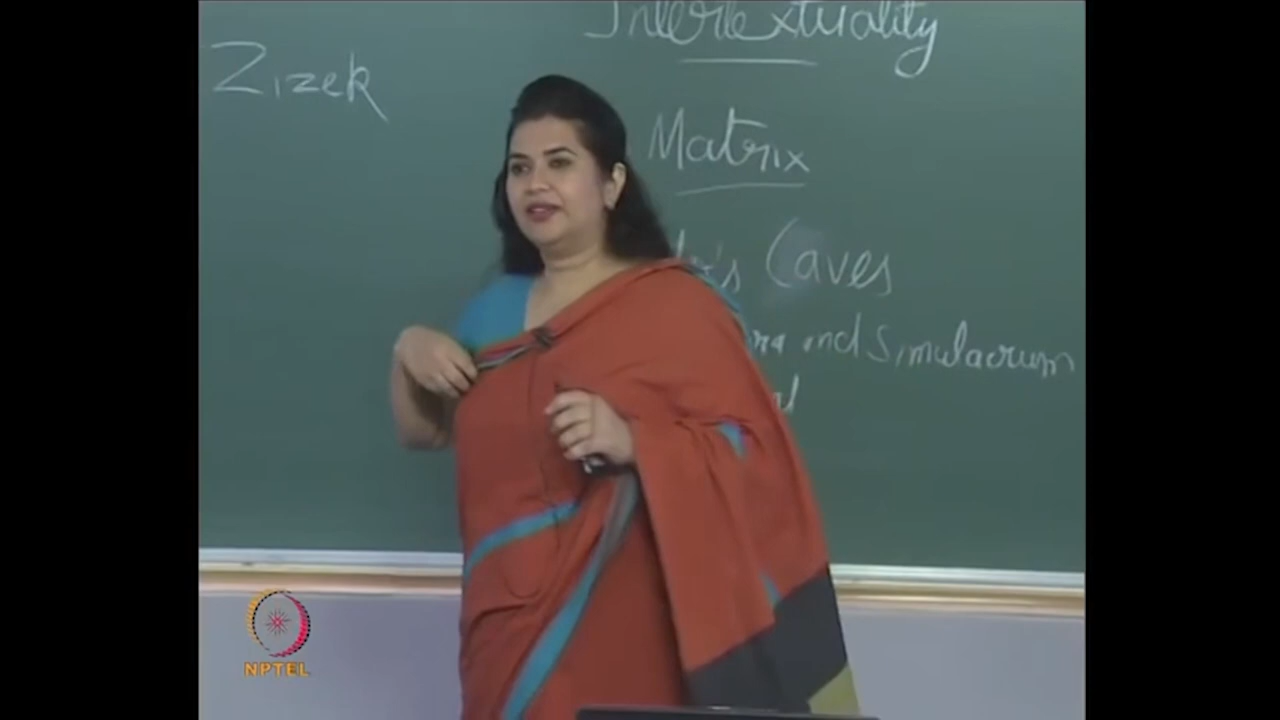 Intertextuality
Zizek
Matrix
Caves
and Simulacrum
NPTEL